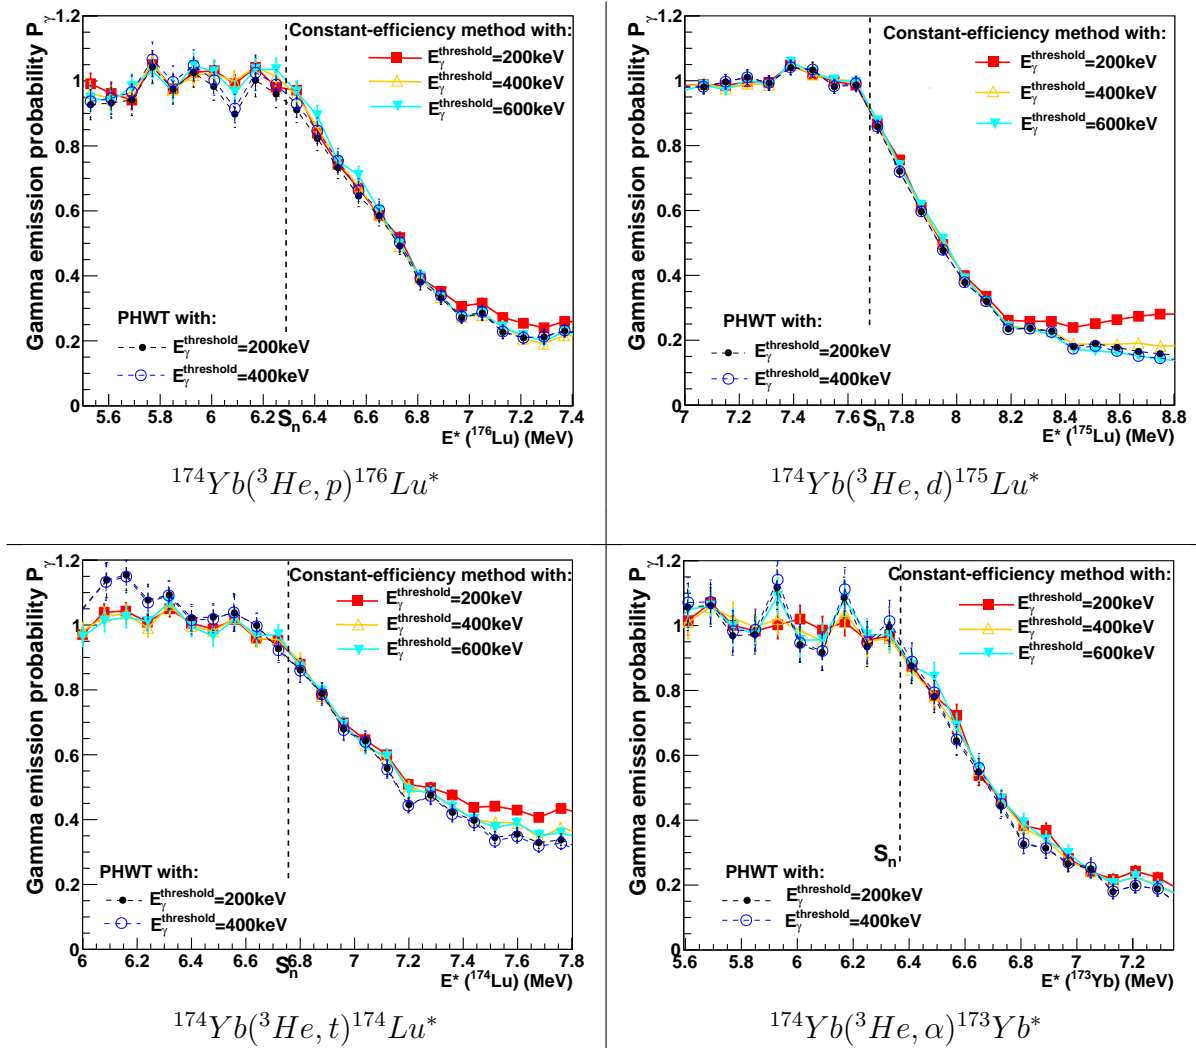 Gamma emission probability P_γ
1.2
1
0.8
0.6
0.4
0.2
0
Constant-efficiency method with:
E_γ^threshold=200keV
E_γ^threshold=400keV
E_γ^threshold=600keV
PHWT with:
E_γ^threshold=200keV
E_γ^threshold=400keV
5.6 5.8 6 6.2 6.4 6.6 6.8 7 7.2 7.4
S_n
E* (¹⁷⁶Lu) (MeV)
¹⁷⁴Yb(³He, p)¹⁷⁶Lu*
Gamma emission probability P_γ
1.2
1
0.8
0.6
0.4
0.2
0
Constant-efficiency method with:
E_γ^threshold=200keV
E_γ^threshold=400keV
E_γ^threshold=600keV
PHWT with:
E_γ^threshold=200keV
E_γ^threshold=400keV
7 7.2 7.4 7.6 7.8 8 8.2 8.4 8.6 8.8
S_n
E* (¹⁷⁵Lu) (MeV)
¹⁷⁴Yb(³He, d)¹⁷⁵Lu*
Gamma emission probability P_γ
1.2
1
0.8
0.6
0.4
0.2
0
Constant-efficiency method with:
E_γ^threshold=200keV
E_γ^threshold=400keV
E_γ^threshold=600keV
PHWT with:
E_γ^threshold=200keV
E_γ^threshold=400keV
6 6.2 6.4 6.6 6.8 7 7.2 7.4 7.6 7.8
S_n
E* (¹⁷⁴Lu) (MeV)
¹⁷⁴Yb(³He, t)¹⁷⁴Lu*
Gamma emission probability P_γ
1.2
1
0.8
0.6
0.4
0.2
0
Constant-efficiency method with:
E_γ^threshold=200keV
E_γ^threshold=400keV
E_γ^threshold=600keV
S_n
PHWT with:
E_γ^threshold=200keV
E_γ^threshold=400keV
5.6 5.8 6 6.2 6.4 6.6 6.8 7 7.2
E* (¹⁷³Yb) (MeV)
¹⁷⁴Yb(³He, α)¹⁷³Yb*